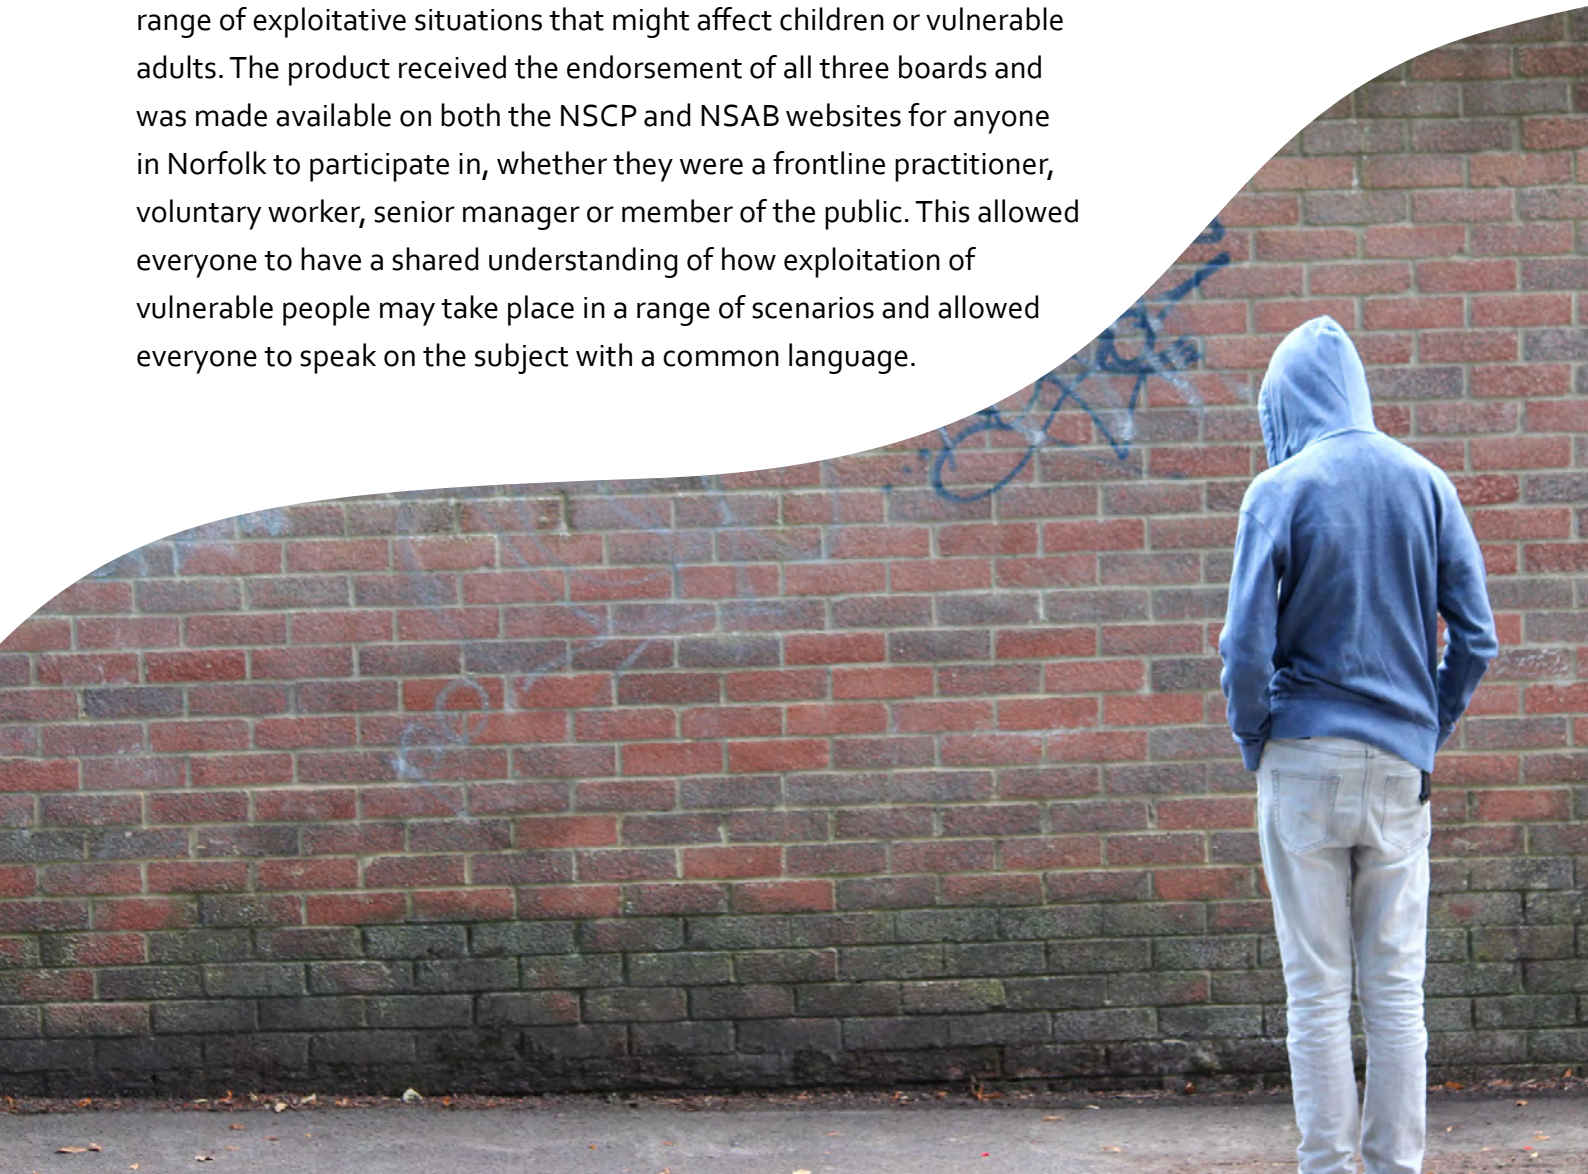 range of exploitative situations that might affect children or vulnerable
adults. The product received the endorsement of all three boards and
was made available on both the NSCP and NSAB websites for anyone
in Norfolk to participate in, whether they were a frontline practitioner,
voluntary worker, senior manager or member of the public. This allowed
everyone to have a shared understanding of how exploitation of
vulnerable people may take place in a range of scenarios and allowed
everyone to speak on the subject with a common language.